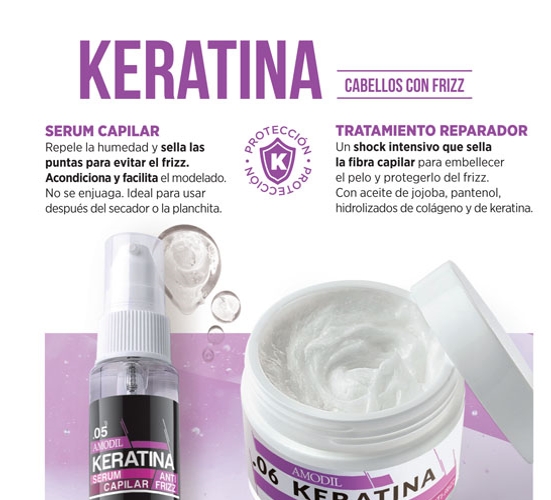 KERATINA
CABELLOS CON FRIZZ
SERUM CAPILAR
Repele la humedad y sella las
puntas para evitar el frizz.
Acondiciona y facilita el modelado.
No se enjuaga. Ideal para usar
después del secador o la planchita.
PROTECCIÓN • PROTECCIÓN •
K
TRATAMIENTO REPARADOR
Un shock intensivo que sella
la fibra capilar para embellecer
el pelo y protegerlo del frizz.
Con aceite de jojoba, pantenol,
hidrolizados de colágeno y de keratina.
.05
AMODIL
KERATINA
SERUM ANTI
CAPILAR FRIZZ
AMODIL
.06 KERATINA